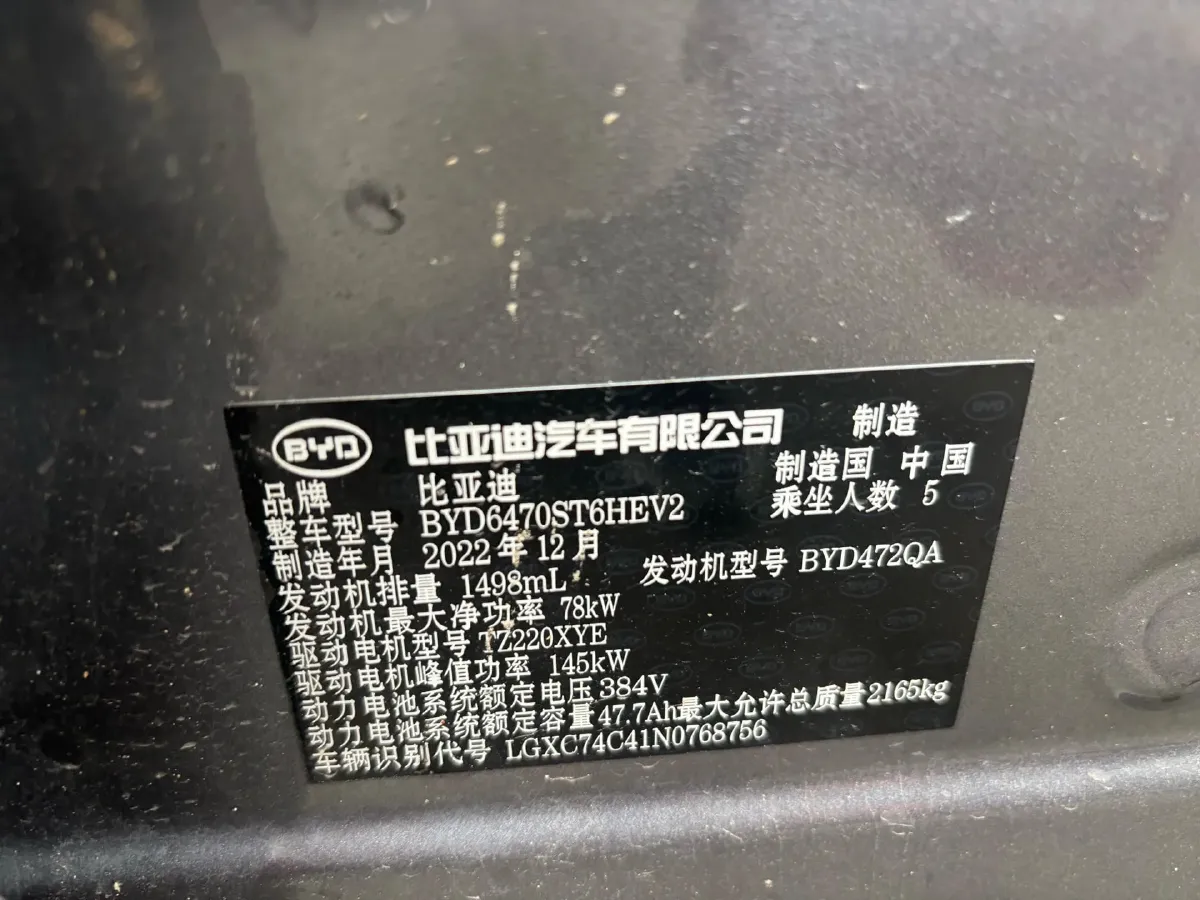 BYD 比亚迪汽车有限公司 制造
品牌 比亚迪 制造国 中国
整车型号 BYD6470ST6HEV2 乘坐人数 5
制造年月 2022年12月
发动机排量 1498mL 发动机型号 BYD472QA
发动机最大净功率 78kW
驱动电机型号 TZ220XYE
驱动电机峰值功率 145kW
动力电池系统额定电压 384V
动力电池系统额定容量 47.7Ah 最大允许总质量 2165kg
车辆识别代号 LGXC74C41N0768756